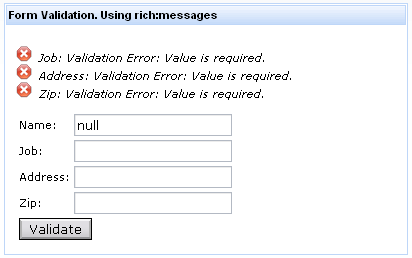 Form Validation. Using rich:messages
Job: Validation Error: Value is required.
Address: Validation Error: Value is required.
Zip: Validation Error: Value is required.
Name: null
Job:
Address:
Zip:
Validate